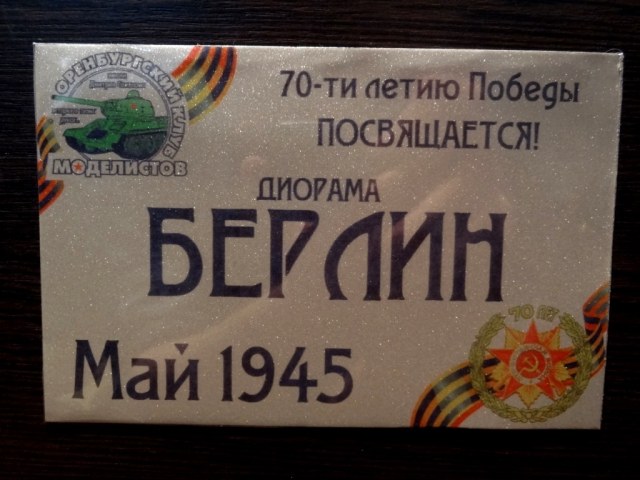 ОРЕНБУРГСКИЙ КЛУБ
МОДЕЛИСТОВ
70-ти летию Победы
ПОСВЯЩАЕТСЯ!
ДИОРАМА
БЕРЛИН
Май 1945
70 ЛЕТ